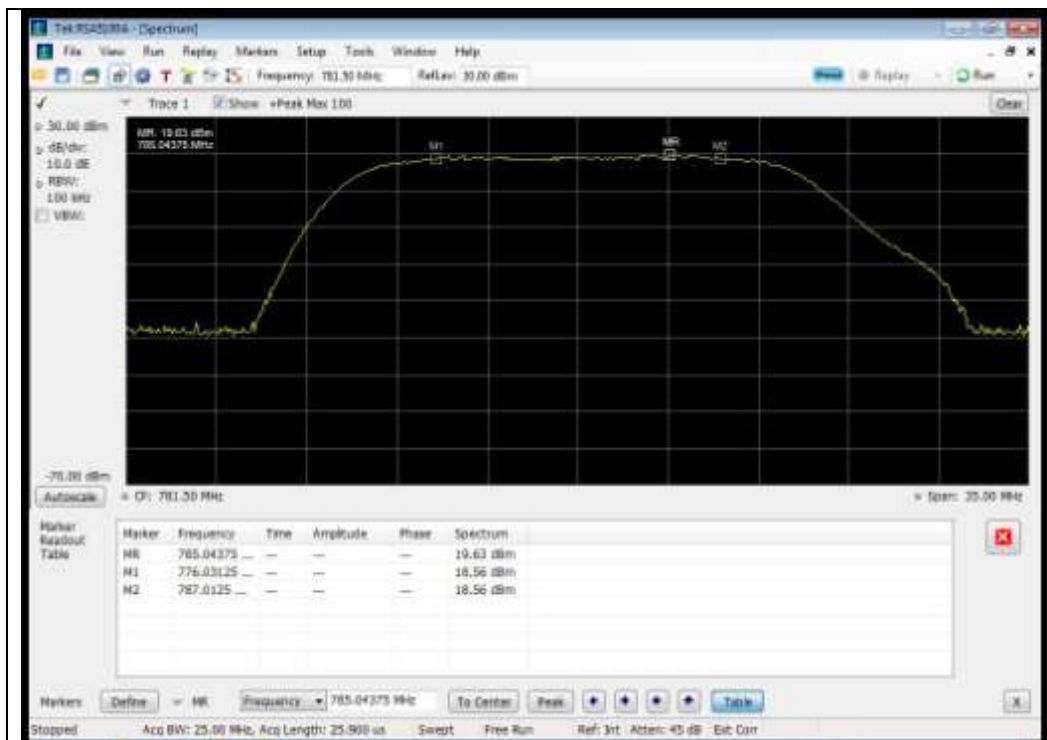 Tek RSA5100A - [Spectrum]
File View Run Replay Markers Setup Tools Window Help
Frequency: 781.50 MHz RefLev: 30.00 dBm Replay Run
Trace 1 Show +Peak Max 100 Clear
30.00 dBm
dB/div:
10.0 dB
RBW:
100 kHz
VBW:
MR: 19.63 dBm
785.04375 MHz
M1 MR M2
-70.00 dBm
Autoscale CF: 781.50 MHz Span: 35.00 MHz
Marker
Readout
Table
Marker Frequency Time Amplitude Phase Spectrum
MR 785.04375 ... --- --- --- 19.63 dBm
M1 776.03125 ... --- --- --- 18.56 dBm
M2 787.0125 ... --- --- --- 18.56 dBm
Markers Define MR Frequency 785.04375 MHz To Center Peak Table X
Stopped Acq BW: 25.00 MHz, Acq Length: 25.900 us Swept Free Run Ref: Int Atten: 45 dB Ext Corr